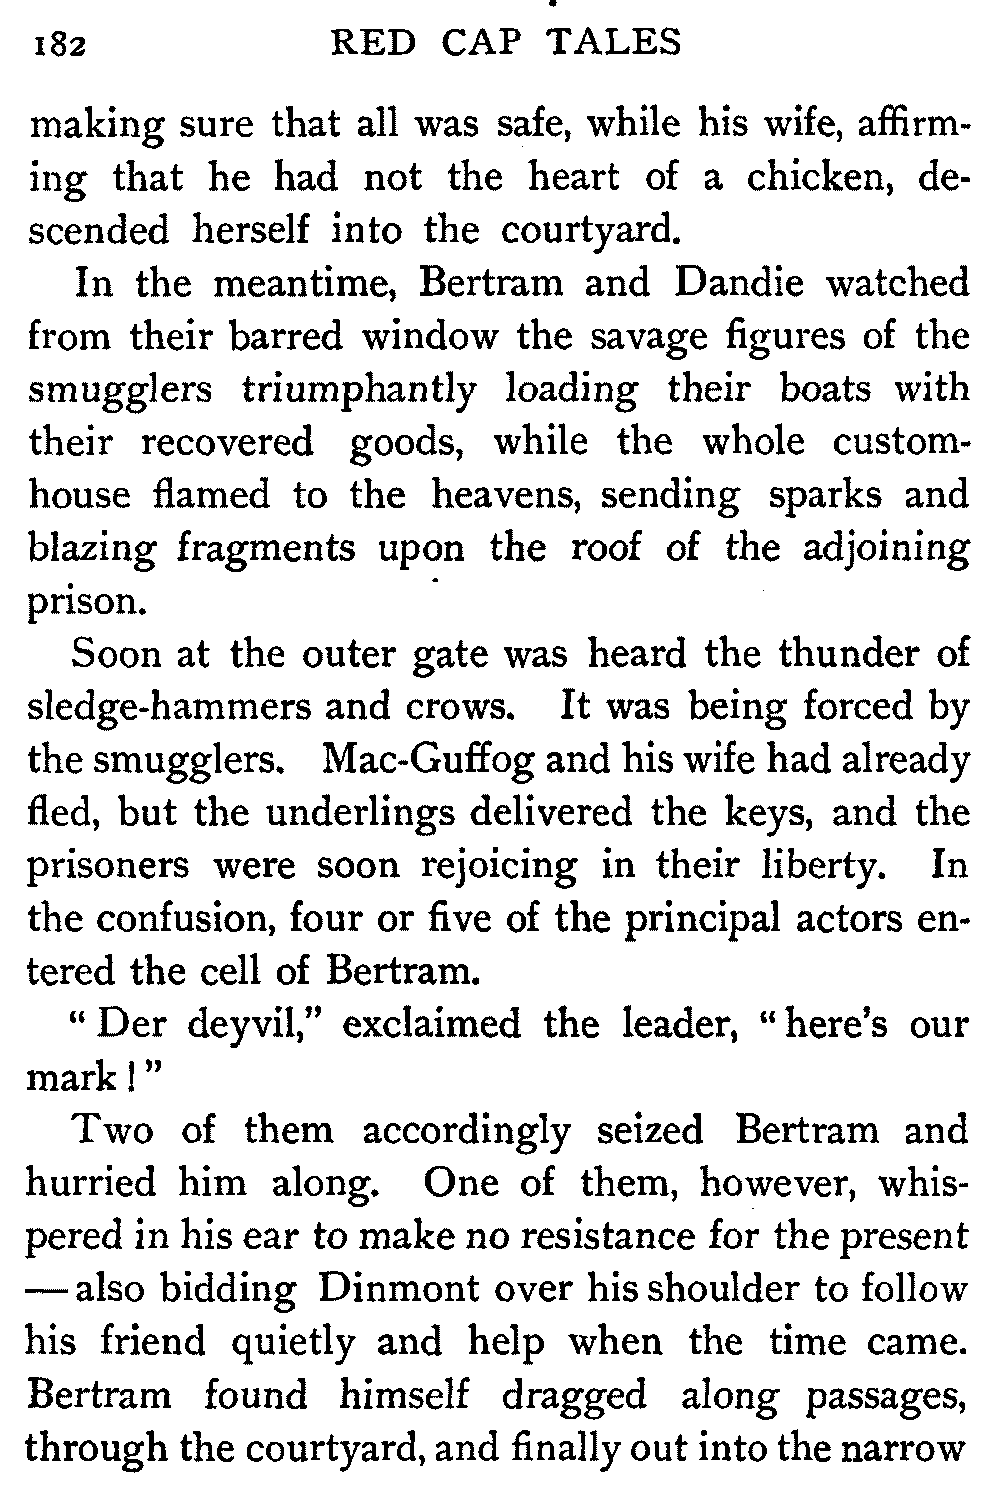 182 RED CAP TALES
making sure that all was safe, while his wife, affirm-
ing that he had not the heart of a chicken, de-
scended herself into the courtyard.
In the meantime, Bertram and Dandie watched
from their barred window the savage figures of the
smugglers triumphantly loading their boats with
their recovered goods, while the whole custom-
house flamed to the heavens, sending sparks and
blazing fragments upon the roof of the adjoining
prison.
Soon at the outer gate was heard the thunder of
sledge-hammers and crows. It was being forced by
the smugglers. Mac-Guffog and his wife had already
fled, but the underlings delivered the keys, and the
prisoners were soon rejoicing in their liberty. In
the confusion, four or five of the principal actors en-
tered the cell of Bertram.
“Der deyvil,” exclaimed the leader, “here’s our
mark!”
Two of them accordingly seized Bertram and
hurried him along. One of them, however, whis-
pered in his ear to make no resistance for the present
—also bidding Dinmont over his shoulder to follow
his friend quietly and help when the time came.
Bertram found himself dragged along passages,
through the courtyard, and finally out into the narrow